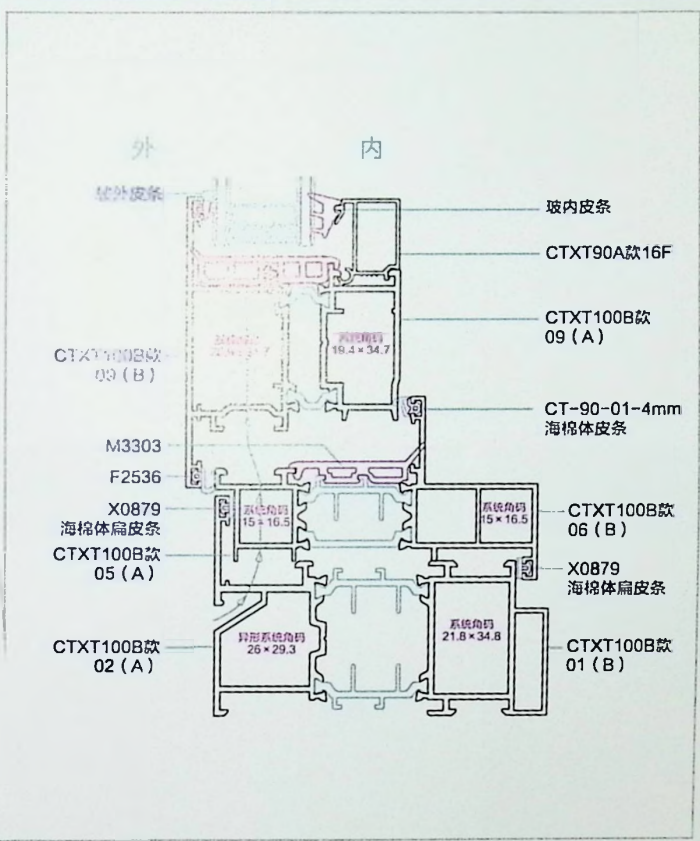 外
内
玻外皮条
玻内皮条
CTXT90A款16F
CTXT100B款
09（A）
CTXT100B款
09（B）
系统角码
19.4×34.7
CT-90-01-4mm
海棉体皮条
M3303
F2536
X0879
海棉体扁皮条
CTXT100B款
05（A）
系统角码
15×16.5
系统角码
15×16.5
CTXT100B款
06（B）
X0879
海棉体扁皮条
CTXT100B款
02（A）
异形系统角码
26×29.3
系统角码
21.8×34.8
CTXT100B款
01（B）